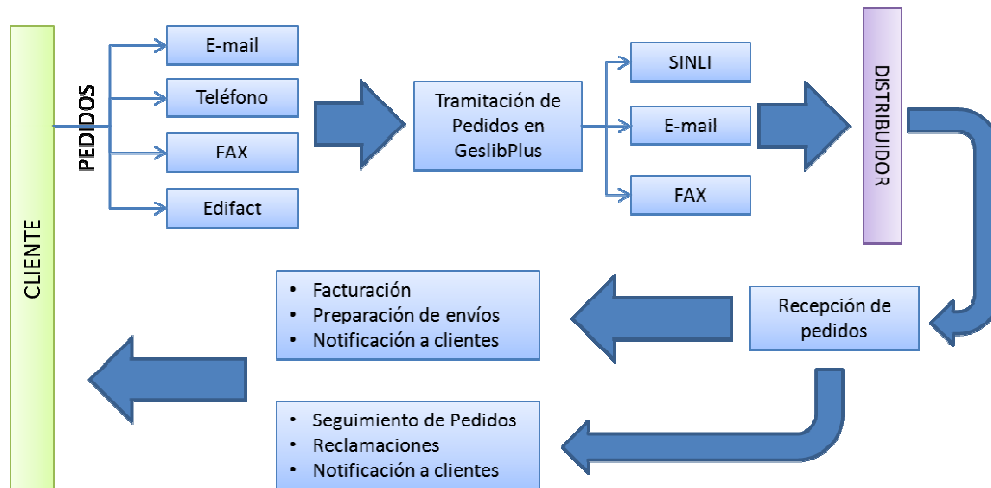 CLIENTE
PEDIDOS
E-mail
Teléfono
FAX
Edifact
Tramitación de
Pedidos en
GeslibPlus
SINLI
E-mail
FAX
DISTRIBUIDOR
Recepción de
pedidos
• Facturación
• Preparación de envíos
• Notificación a clientes
• Seguimiento de Pedidos
• Reclamaciones
• Notificación a clientes